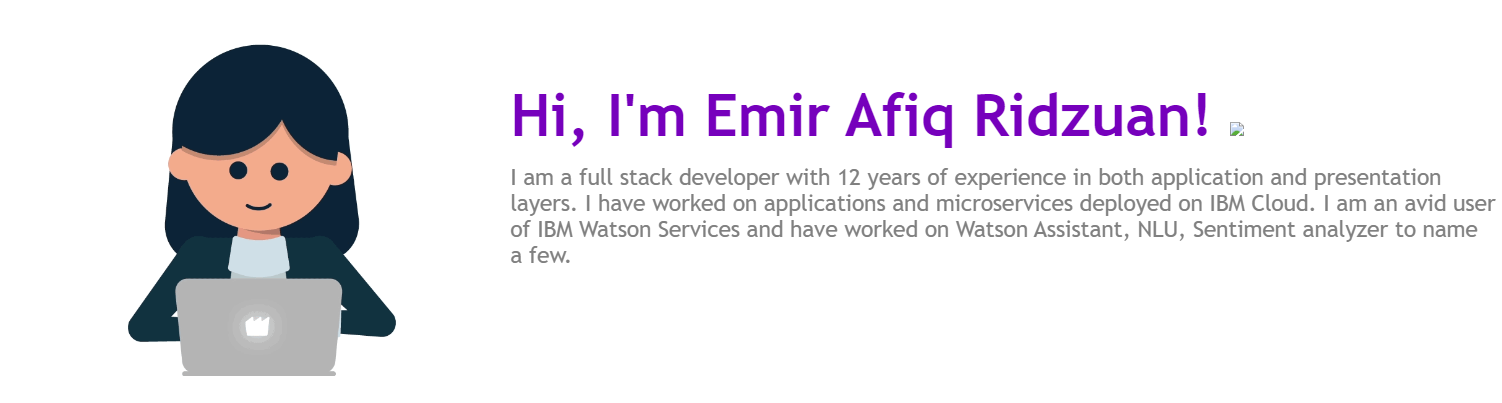 Hi, I'm Emir Afiq Ridzuan!
I am a full stack developer with 12 years of experience in both application and presentation
layers. I have worked on applications and microservices deployed on IBM Cloud. I am an avid user
of IBM Watson Services and have worked on Watson Assistant, NLU, Sentiment analyzer to name
a few.